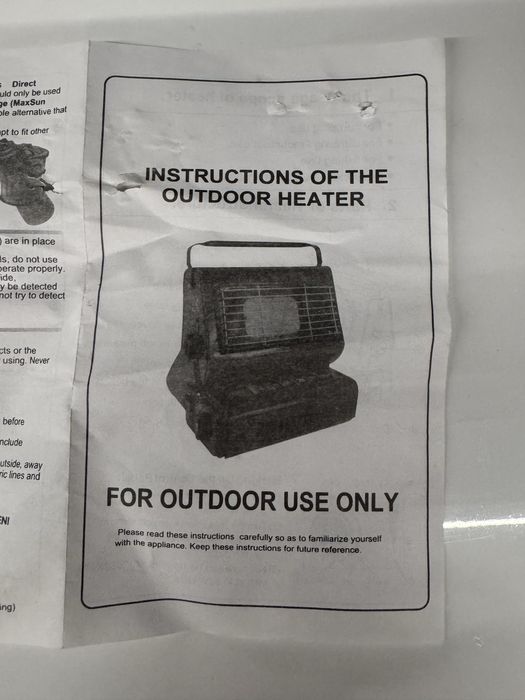 Direct
uld only be used
ge (MaxSun
ble alternative that
pt to fit other
) are in place
ls, do not use
perate properly.
ide,
y be detected
not try to detect
cts or the
using. Never
before
nclude
utside, away
ric lines and
EN!
ing)
INSTRUCTIONS OF THE
OUTDOOR HEATER
FOR OUTDOOR USE ONLY
Please read these instructions carefully so as to familiarize yourself
with the appliance. Keep these instructions for future reference.